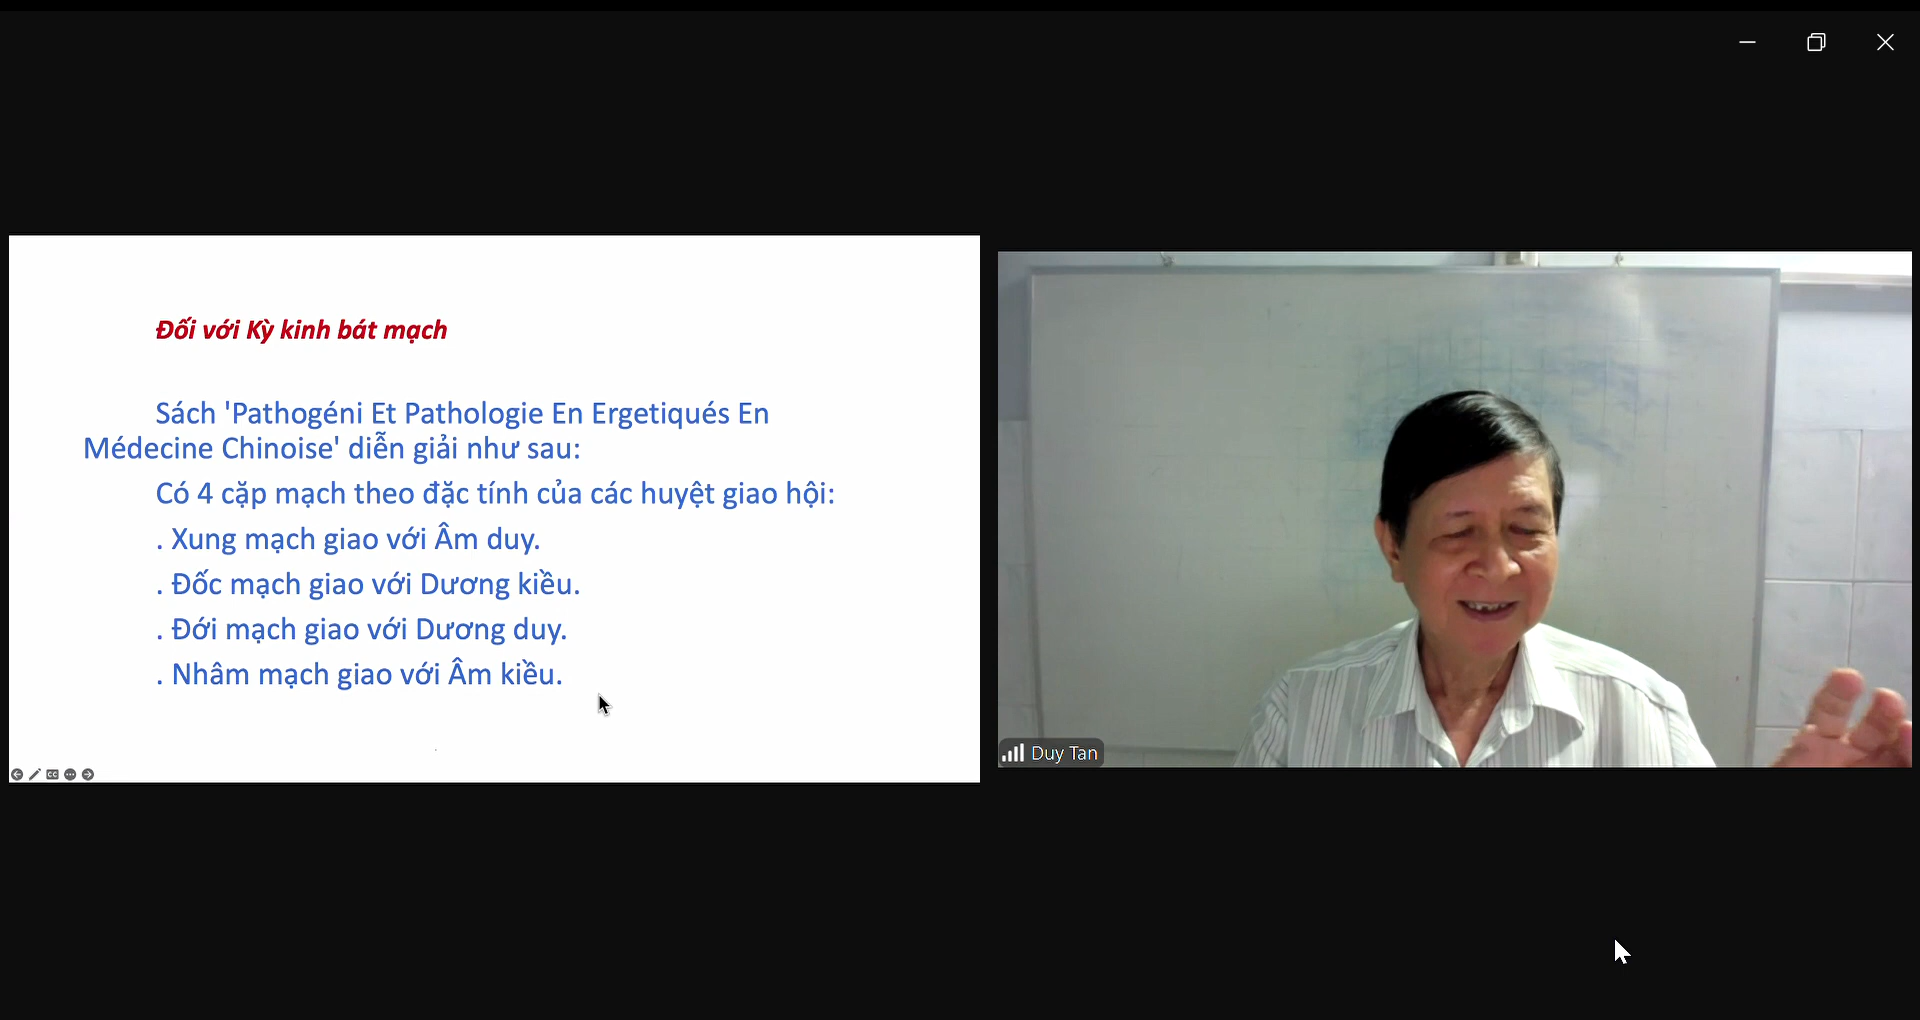 Đối với Kỳ kinh bát mạch
Sách 'Pathogéni Et Pathologie En Ergetiqués En
Médecine Chinoise' diễn giải như sau:
Có 4 cặp mạch theo đặc tính của các huyệt giao hội:
. Xung mạch giao với Âm duy.
. Đốc mạch giao với Dương kiều.
. Đới mạch giao với Dương duy.
. Nhâm mạch giao với Âm kiều.
Duy Tan